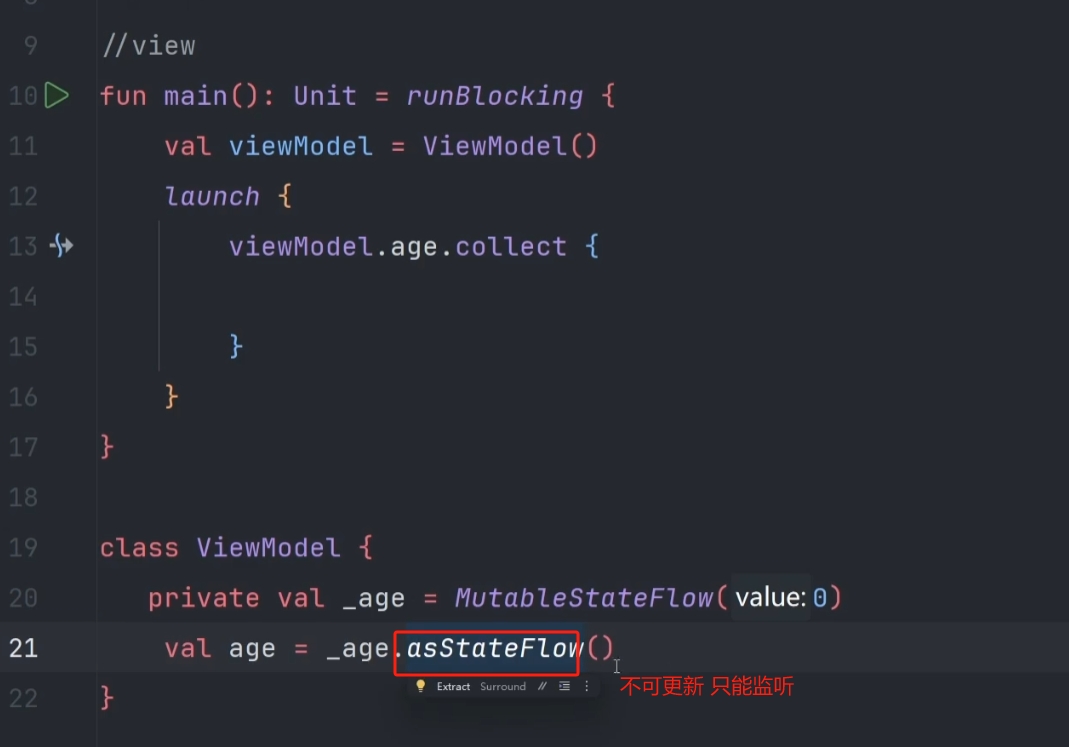 9 //view
10 fun main(): Unit = runBlocking {
11 val viewModel = ViewModel()
12 launch {
13 viewModel.age.collect {
14
15 }
16 }
17 }
18
19 class ViewModel {
20 private val _age = MutableStateFlow( value: 0)
21 val age = _age.asStateFlow()
Extract Surround //
不可更新 只能监听
22 }